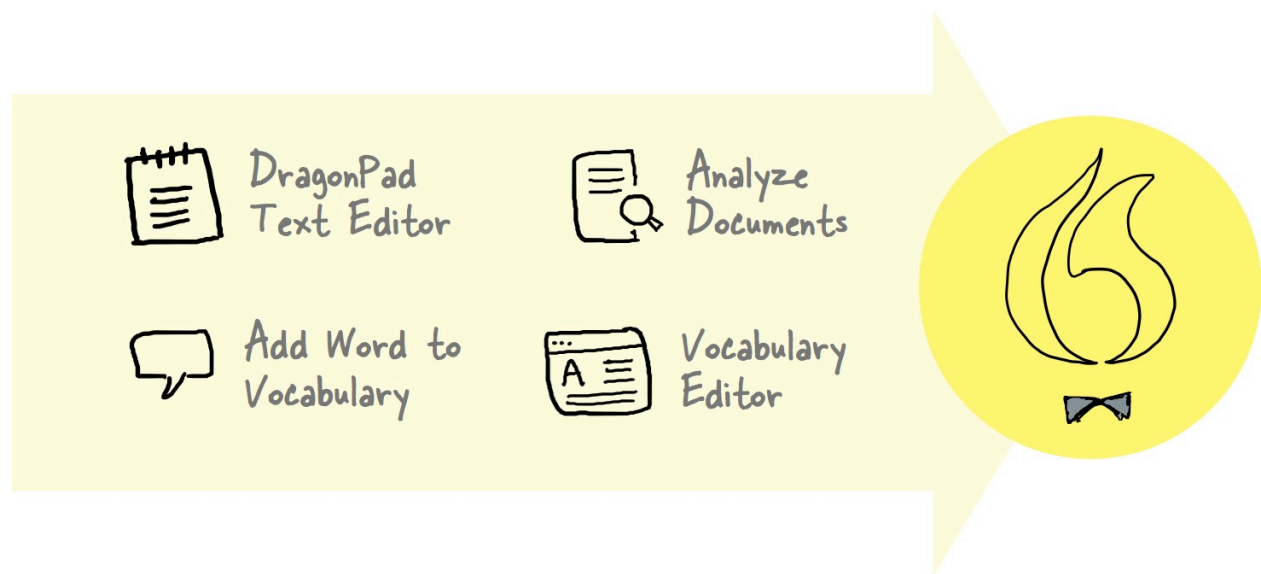 DragonPad
Text Editor
Analyze
Documents
Add Word to
Vocabulary
A
Vocabulary
Editor